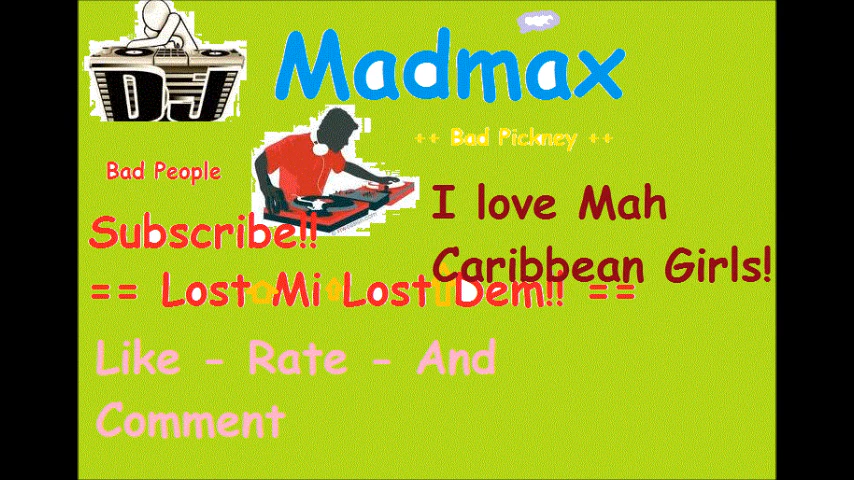 DJ
Madmax
++ Bad Pickney ++
Bad People
I love Mah
Caribbean Girls!
Subscribe!!
== Lost Mi Lost Dem!! ==
Like - Rate - And
Comment